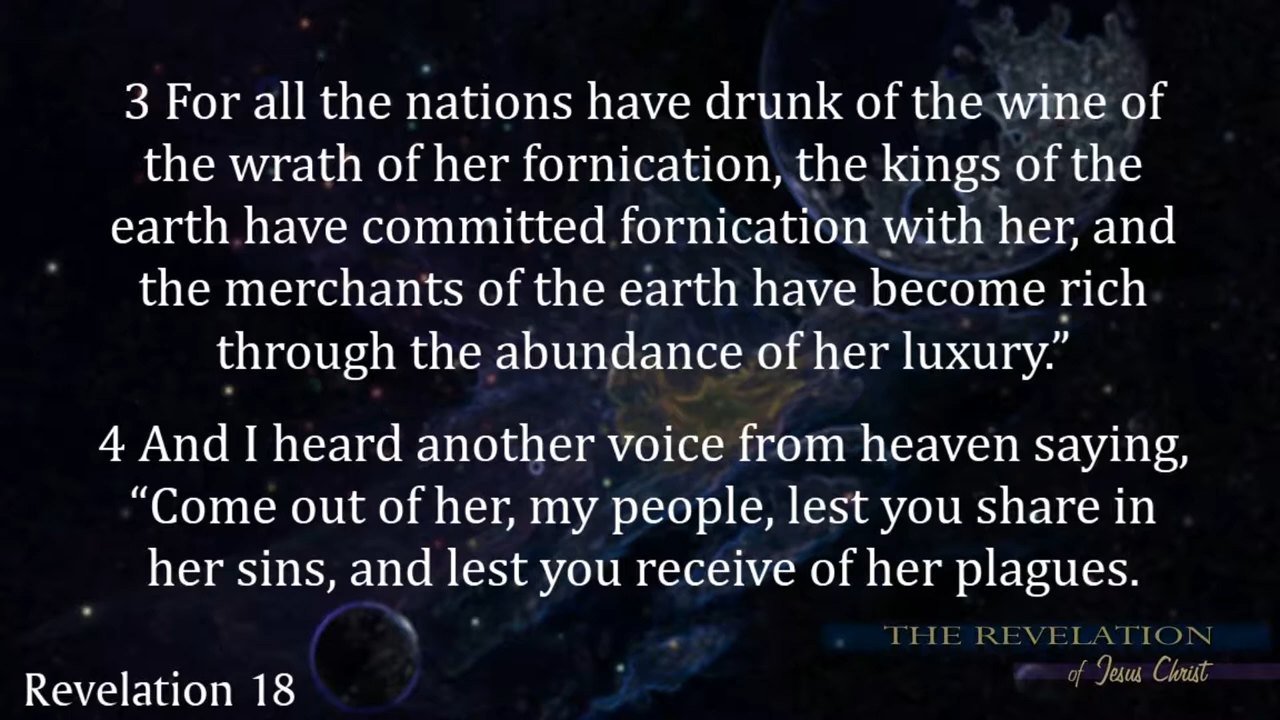 3 For all the nations have drunk of the wine of
the wrath of her fornication, the kings of the
earth have committed fornication with her, and
the merchants of the earth have become rich
through the abundance of her luxury.”
4 And I heard another voice from heaven saying,
“Come out of her, my people, lest you share in
her sins, and lest you receive of her plagues.
THE REVELATION
of Jesus Christ
Revelation 18